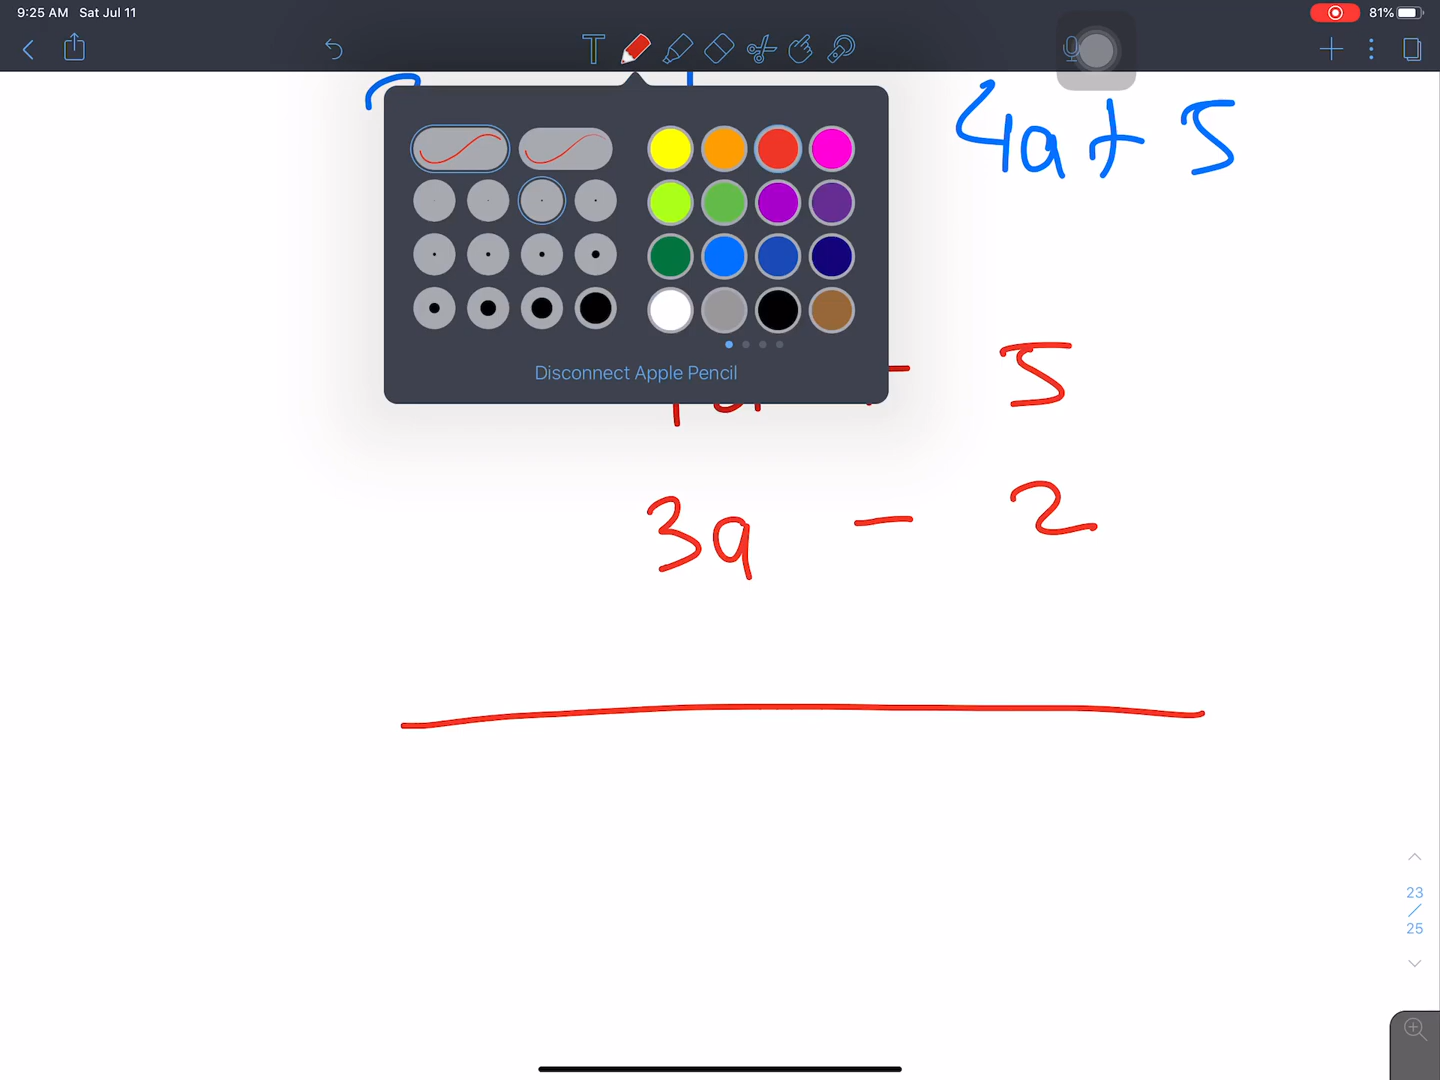 9:25 AM Sat Jul 11 81%
T
4a + 5
Disconnect Apple Pencil
5
3a - 2
23
/
25